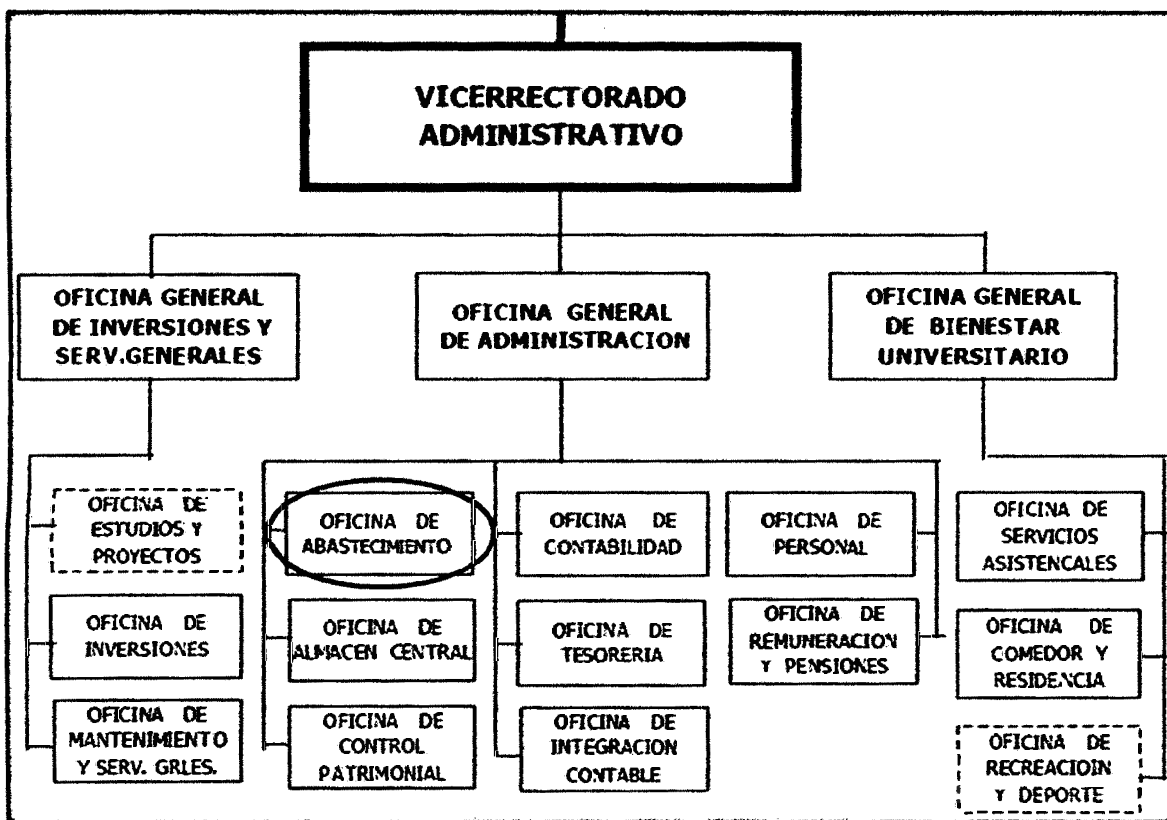 VICERRECTORADO
ADMINISTRATIVO
OFICINA GENERAL
DE INVERSIONES Y
SERV.GENERALES
OFICINA GENERAL
DE ADMINISTRACION
OFICINA GENERAL
DE BIENESTAR
UNIVERSITARIO
OFICINA DE
ESTUDIOS Y
PROYECTOS
OFICINA DE
ABASTECIMIENTO
OFICINA DE
CONTABILIDAD
OFICINA DE
PERSONAL
OFICINA DE
SERVICIOS
ASISTENCALES
OFICINA DE
INVERSIONES
OFICINA DE
ALMACEN CENTRAL
OFICINA DE
TESORERIA
OFICINA DE
REMUNERACION
Y PENSIONES
OFICINA DE
COMEDOR Y
RESIDENCIA
OFICINA DE
MANTENIMIENTO
Y SERV. GRLES.
OFICINA DE
CONTROL
PATRIMONIAL
OFICINA DE
INTEGRACION
CONTABLE
OFICINA DE
RECREACIOIN
Y DEPORTE